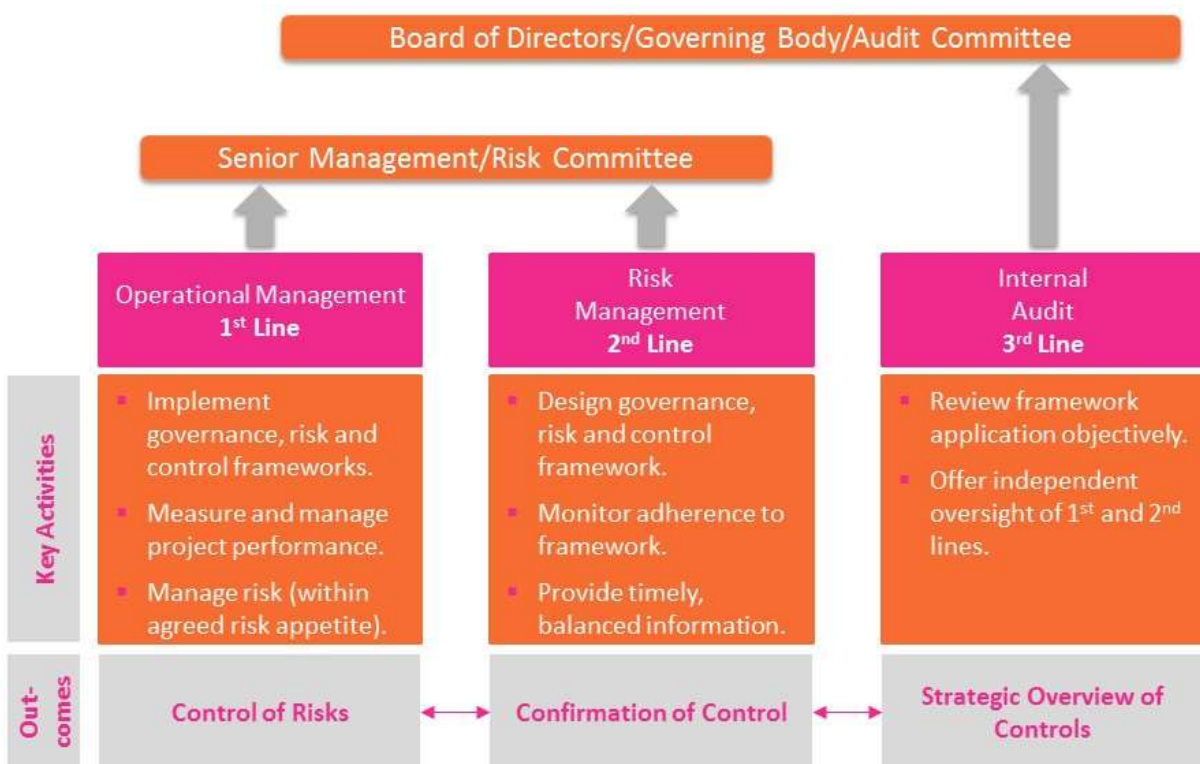 Board of Directors/Governing Body/Audit Committee
Senior Management/Risk Committee
Operational Management
1st Line
Risk
Management
2nd Line
Internal
Audit
3rd Line
Key Activities
▪ Implement
governance, risk and
control frameworks.
▪ Measure and manage
project performance.
▪ Manage risk (within
agreed risk appetite).
▪ Design governance,
risk and control
framework.
▪ Monitor adherence to
framework.
▪ Provide timely,
balanced information.
▪ Review framework
application objectively.
▪ Offer independent
oversight of 1st and 2nd
lines.
Out-
comes
Control of Risks
Confirmation of Control
Strategic Overview of
Controls